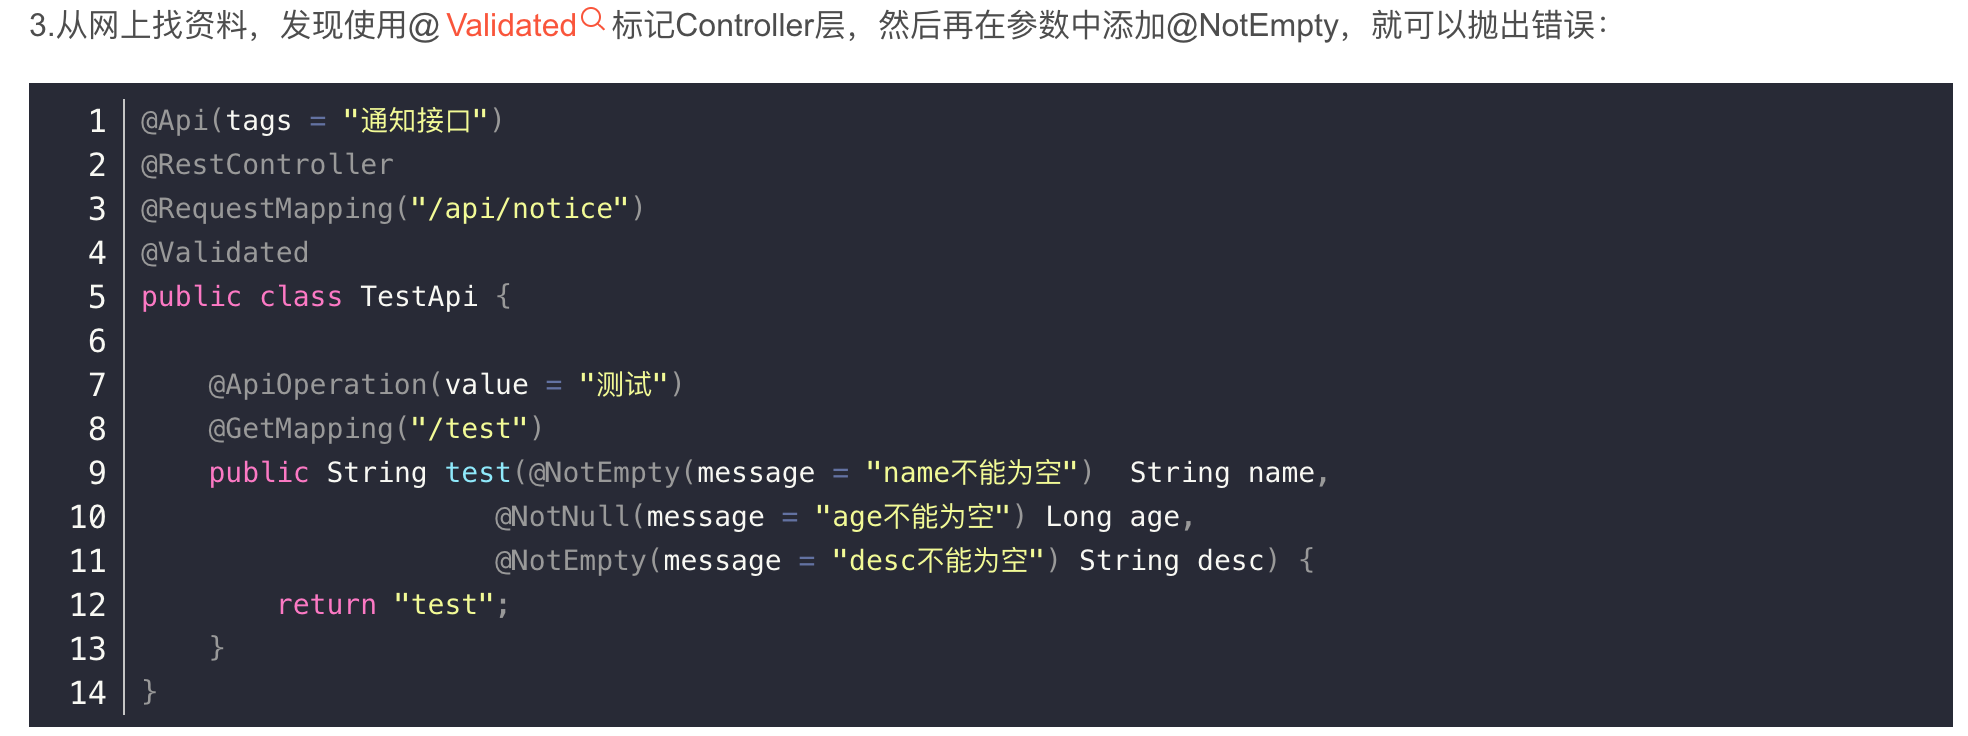 3.从网上找资料，发现使用@ Validated 标记Controller层，然后再在参数中添加@NotEmpty，就可以抛出错误：
1 @Api(tags = "通知接口")
2 @RestController
3 @RequestMapping("/api/notice")
4 @Validated
5 public class TestApi {
6
7     @ApiOperation(value = "测试")
8     @GetMapping("/test")
9     public String test(@NotEmpty(message = "name不能为空")  String name,
10                      @NotNull(message = "age不能为空") Long age,
11                      @NotEmpty(message = "desc不能为空") String desc) {
12         return "test";
13     }
14 }